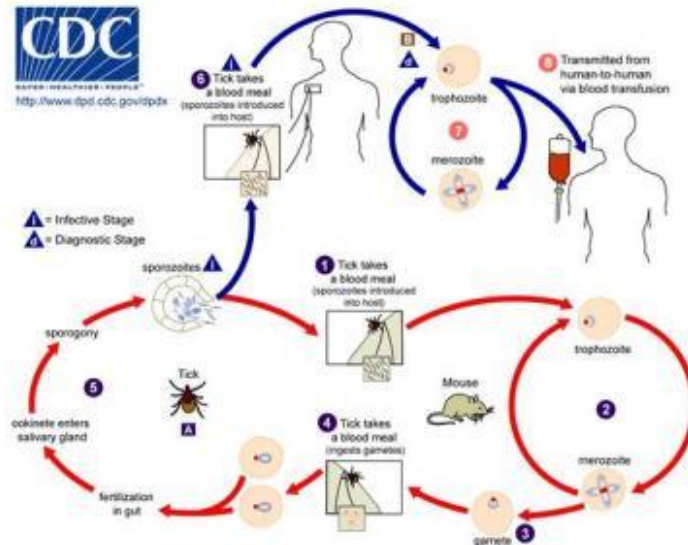 CDC
SAFER • HEALTHIER • PEOPLE™
http://www.dpd.cdc.gov/dpdx
i
6 Tick takes
a blood meal
(sporozoites introduced
into host)
B
d
trophozoite
7
merozoite
8 Transmitted from
human-to-human
via blood transfusion
i = Infective Stage
d = Diagnostic Stage
sporozoites i
1 Tick takes
a blood meal
(sporozoites introduced
into host)
trophozoite
sporogony
5
Tick
A
Mouse
2
ookinete enters
salivary gland
4 Tick takes
a blood meal
(ingests gametes)
merozoite
fertilization
in gut
gamete 3